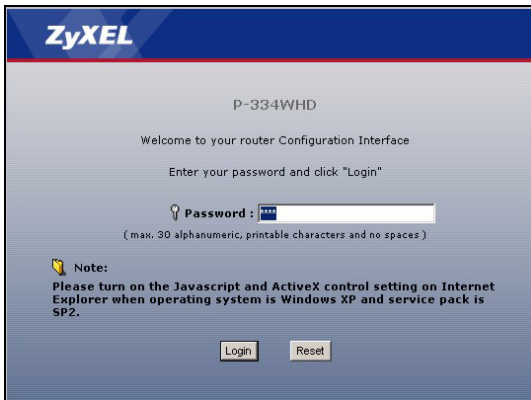 ZyXEL
P-334WHD
Welcome to your router Configuration Interface
Enter your password and click "Login"
Password :
( max. 30 alphanumeric, printable characters and no spaces )
Note:
Please turn on the Javascript and ActiveX control setting on Internet
Explorer when operating system is Windows XP and service pack is
SP2.
Login Reset